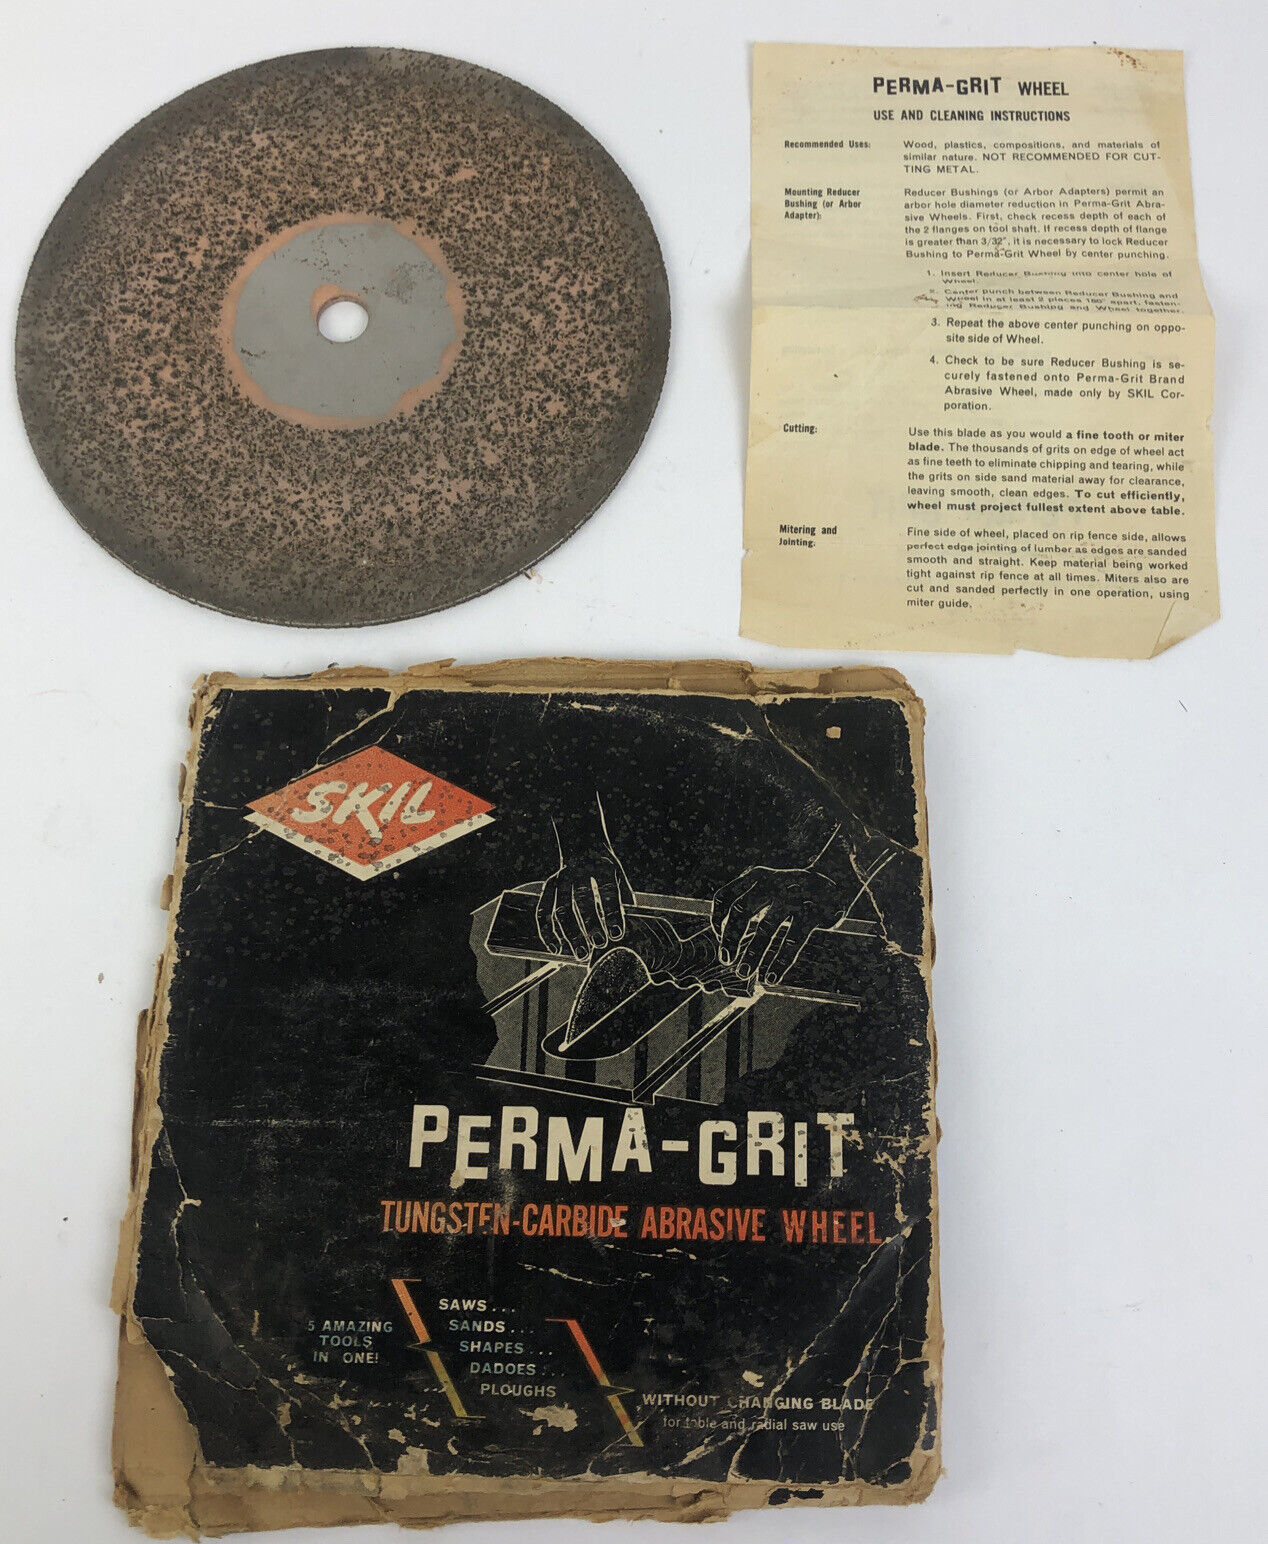 PERMA-GRIT WHEEL
USE AND CLEANING INSTRUCTIONS
Recommended Uses:
Wood, plastics, compositions, and materials of
similar nature. NOT RECOMMENDED FOR CUT-
TING METAL.
Mounting Reducer
Bushing (or Arbor
Adapter):
Reducer Bushings (or Arbor Adapters) permit an
arbor hole diameter reduction in Perma-Grit Abra-
sive Wheels. First, check recess depth of each of
the 2 flanges on tool shaft. If recess depth of flange
is greater than 3/32", it is necessary to lock Reducer
Bushing to Perma-Grit Wheel by center punching.
1. Insert Reducer Bushing into center hole of
Wheel.
2. Center punch between Reducer Bushing and
Wheel in at least 2 places 180° apart, fasten-
ing Reducer Bushing and Wheel together.
3. Repeat the above center punching on oppo-
site side of Wheel.
4. Check to be sure Reducer Bushing is se-
curely fastened onto Perma-Grit Brand
Abrasive Wheel, made only by SKIL Cor-
poration.
Cutting:
Use this blade as you would a fine tooth or miter
blade. The thousands of grits on edge of wheel act
as fine teeth to eliminate chipping and tearing, while
the grits on side sand material away for clearance,
leaving smooth, clean edges. To cut efficiently,
wheel must project fullest extent above table.
Mitering and
Jointing:
Fine side of wheel, placed on rip fence side, allows
perfect edge jointing of lumber as edges are sanded
smooth and straight. Keep material being worked
tight against rip fence at all times. Miters also are
cut and sanded perfectly in one operation, using
miter guide.
SKIL
PERMA-GRIT
TUNGSTEN-CARBIDE ABRASIVE WHEEL
5 AMAZING
TOOLS
IN ONE!
SAWS...
SANDS...
SHAPES...
DADOES...
... PLOUGHS
WITHOUT CHANGING BLADE
for table and radial saw use